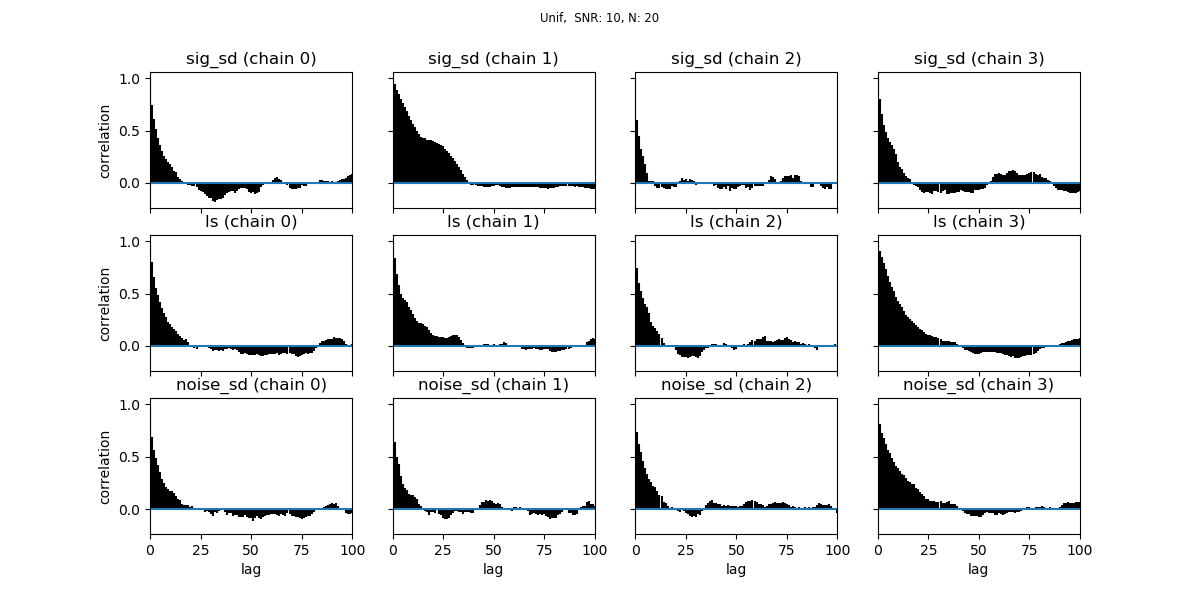 Unif,  SNR: 10, N: 20
sig_sd (chain 0) sig_sd (chain 1) sig_sd (chain 2) sig_sd (chain 3)
1.0
0.5
0.0
correlation
ls (chain 0) ls (chain 1) ls (chain 2) ls (chain 3)
1.0
0.5
0.0
correlation
noise_sd (chain 0) noise_sd (chain 1) noise_sd (chain 2) noise_sd (chain 3)
1.0
0.5
0.0
correlation
0 25 50 75 100 0 25 50 75 100 0 25 50 75 100 0 25 50 75 100
lag lag lag lag